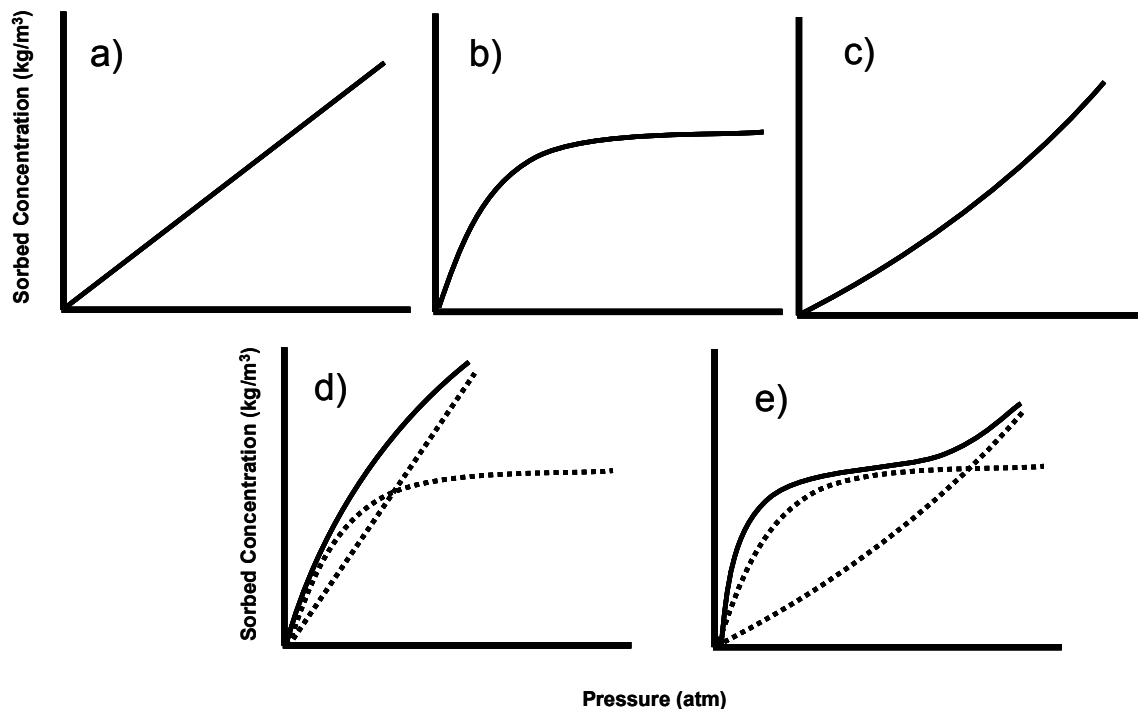 a)
b)
c)
Sorbed Concentration (kg/m³)
d)
e)
Sorbed Concentration (kg/m³)
Pressure (atm)